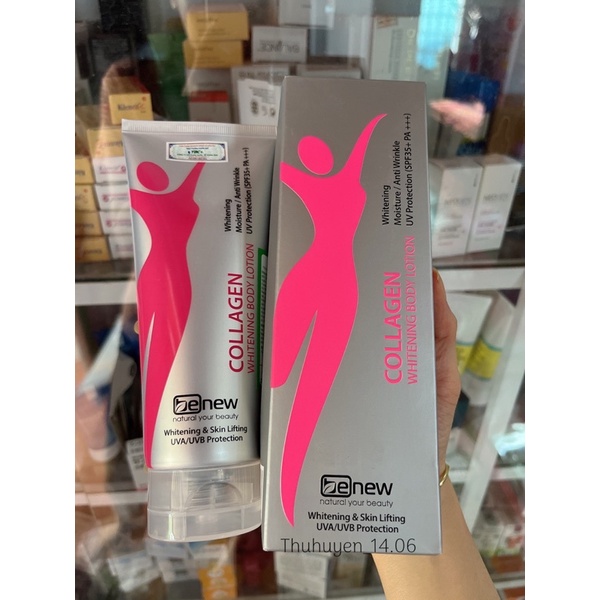 Whitening
Moisture / Anti Wrinkle
UV Protection (SPF35+ PA +++)
COLLAGEN
WHITENING BODY LOTION
benew
natural your beauty
Whitening & Skin Lifting
UVA/UVB Protection
Whitening
Moisture / Anti Wrinkle
UV Protection (SPF35+ PA +++)
COLLAGEN
WHITENING BODY LOTION
benew
natural your beauty
Whitening & Skin Lifting
UVA/UVB Protection
Thuhuyen 14.06